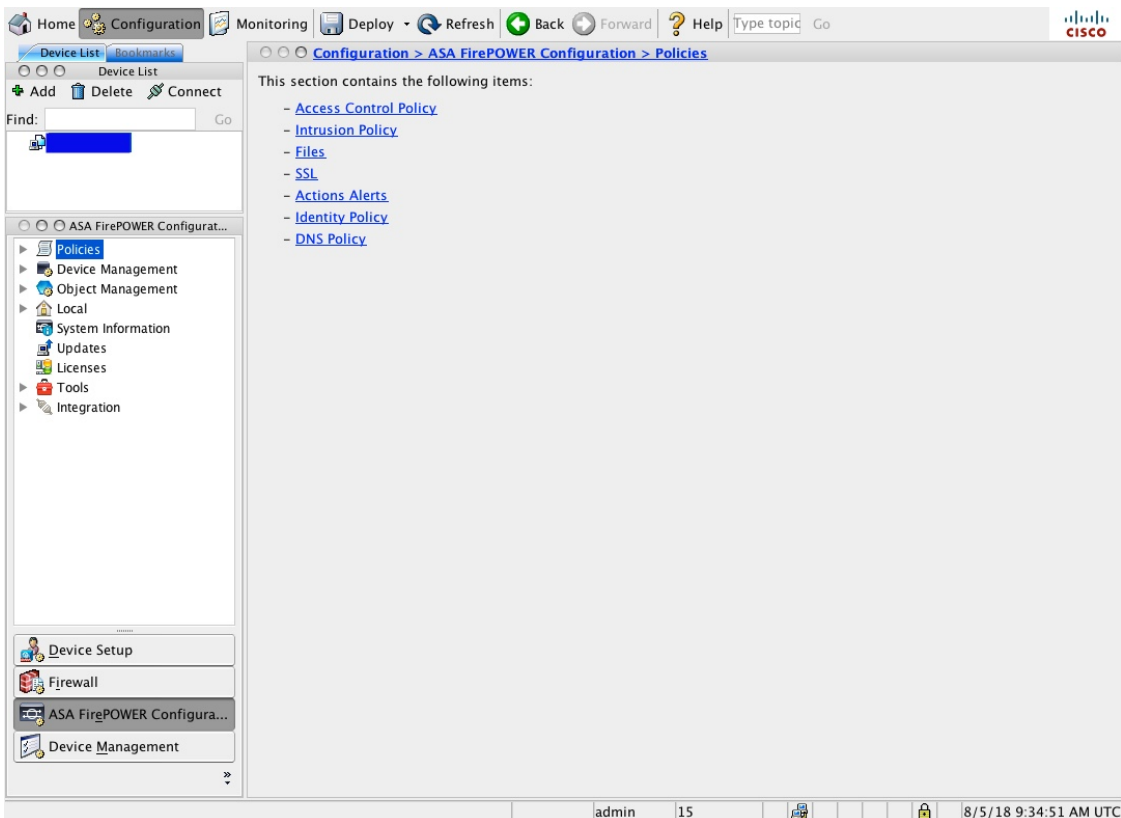 Home Configuration Monitoring Deploy Refresh Back Forward Help Type topic Go
CISCO
Device List Bookmarks
Device List
Add Delete Connect
Find: Go
ASA FirePOWER Configurat...
Policies
Device Management
Object Management
Local
System Information
Updates
Licenses
Tools
Integration
Device Setup
Firewall
ASA FirePOWER Configura...
Device Management
»
Configuration > ASA FirePOWER Configuration > Policies
This section contains the following items:
– Access Control Policy
– Intrusion Policy
– Files
– SSL
– Actions Alerts
– Identity Policy
– DNS Policy
admin 15 8/5/18 9:34:51 AM UTC